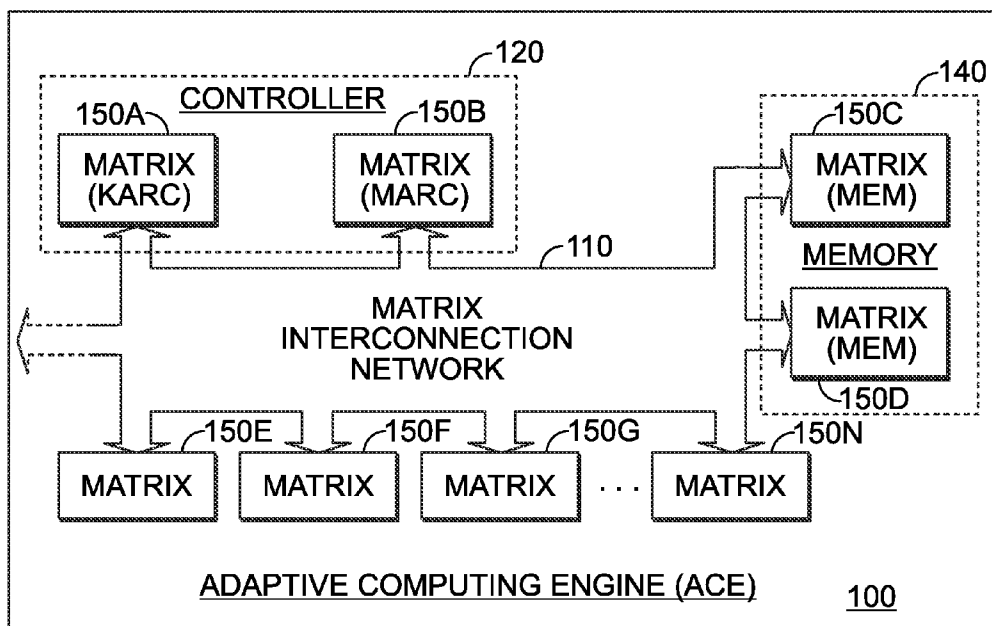 120
CONTROLLER
140
150A
150B
150C
MATRIX
(KARC)
MATRIX
(MARC)
MATRIX
(MEM)
110
MEMORY
MATRIX
INTERCONNECTION
NETWORK
MATRIX
(MEM)
150D
150E
150F
150G
150N
MATRIX
MATRIX
MATRIX
. . .
MATRIX
ADAPTIVE COMPUTING ENGINE (ACE)
100